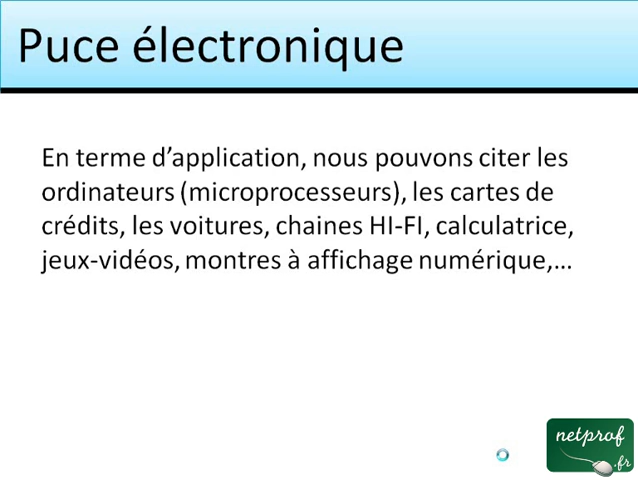 Puce électronique
En terme d’application, nous pouvons citer les
ordinateurs (microprocesseurs), les cartes de
crédits, les voitures, chaines HI-FI, calculatrice,
jeux-vidéos, montres à affichage numérique,…
netprof
.fr